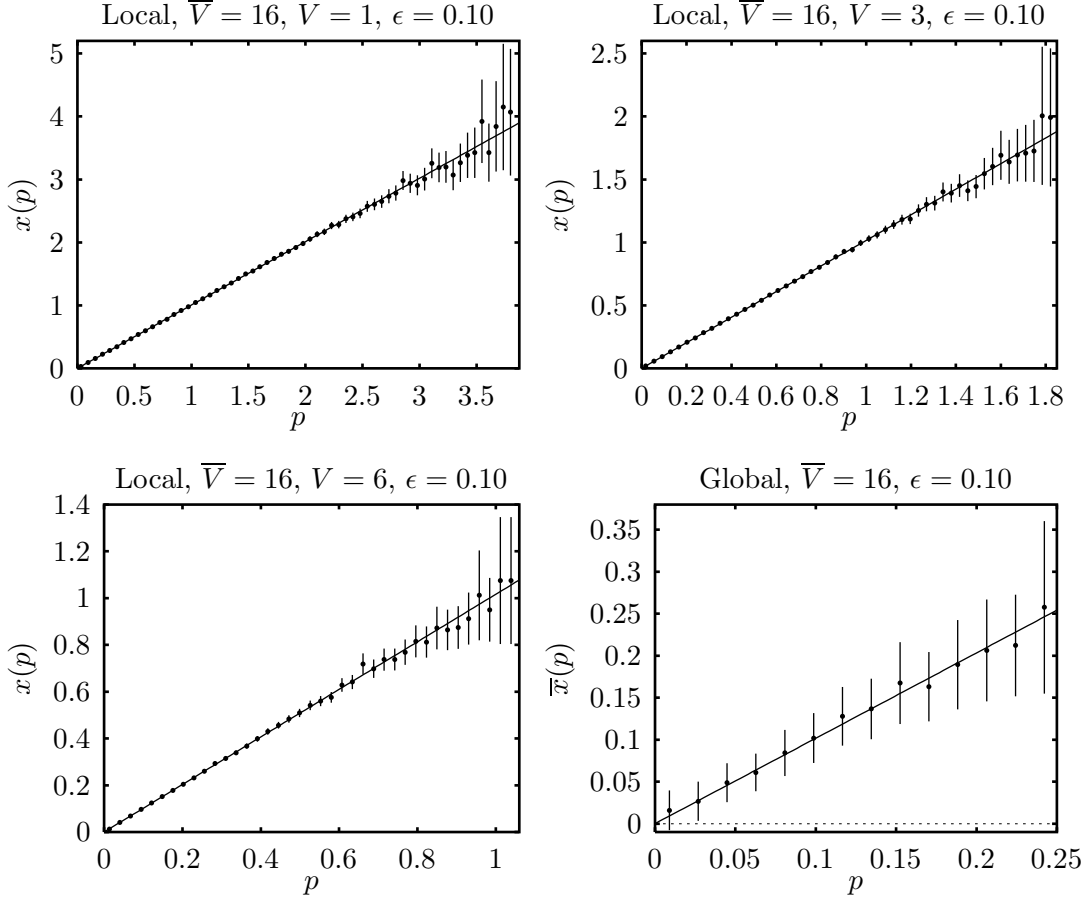 Local, V̅ = 16, V = 1, ϵ = 0.10
5
4
3
2
1
0
x(p)
0 0.5 1 1.5 2 2.5 3 3.5
p
Local, V̅ = 16, V = 3, ϵ = 0.10
2.5
2
1.5
1
0.5
0
x(p)
0 0.2 0.4 0.6 0.8 1 1.2 1.4 1.6 1.8
p
Local, V̅ = 16, V = 6, ϵ = 0.10
1.4
1.2
1
0.8
0.6
0.4
0.2
0
x(p)
0 0.2 0.4 0.6 0.8 1
p
Global, V̅ = 16, ϵ = 0.10
0.35
0.3
0.25
0.2
0.15
0.1
0.05
0
x̅(p)
0 0.05 0.1 0.15 0.2 0.25
p